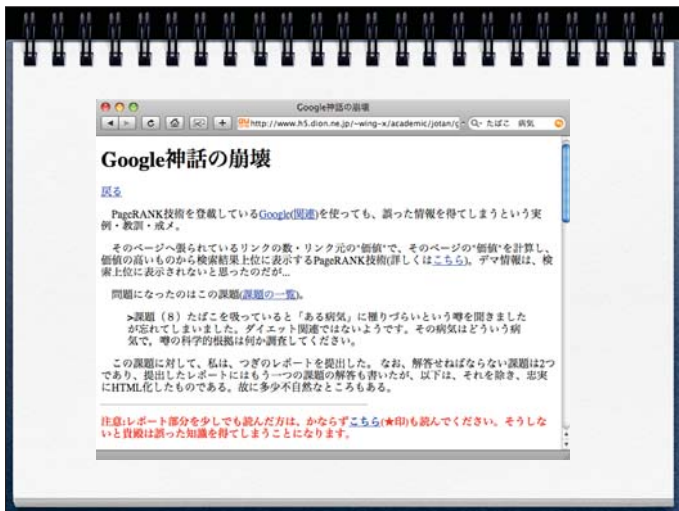 Google神話の崩壊
http://www.h5.dion.ne.jp/~wing-x/academic/jotan/g
たばこ 病気
Google神話の崩壊
戻る
PageRANK技術を登載しているGoogle(関連)を使っても、誤った情報を得てしまうという実
例・教訓・戒メ。
そのページへ張られているリンクの数・リンク元の"価値"で、そのページの"価値"を計算し、
価値の高いものから検索結果上位に表示するPageRANK技術(詳しくはこちら)。デマ情報は、検
索上位に表示されないと思ったのだが...
問題になったのはこの課題(課題の一覧)。
>課題（８）たばこを吸っていると「ある病気」に罹りづらいという噂を聞きました
が忘れてしまいました。ダイエット関連ではないようです。その病気はどういう病
気で，噂の科学的根拠は何か調査してください。
この課題に対して、私は、つぎのレポートを提出した。 なお、解答せねばならない課題は2つ
であり、提出したレポートにはもう一つの課題の解答も書いたが、以下は、それを除き、忠実
にHTML化したものである。故に多少不自然なところもある。
注意:レポート部分を少しでも読んだ方は、かならずこちら(★印)も読んでください。そうしな
いと貴殿は誤った知識を得てしまうことになります。